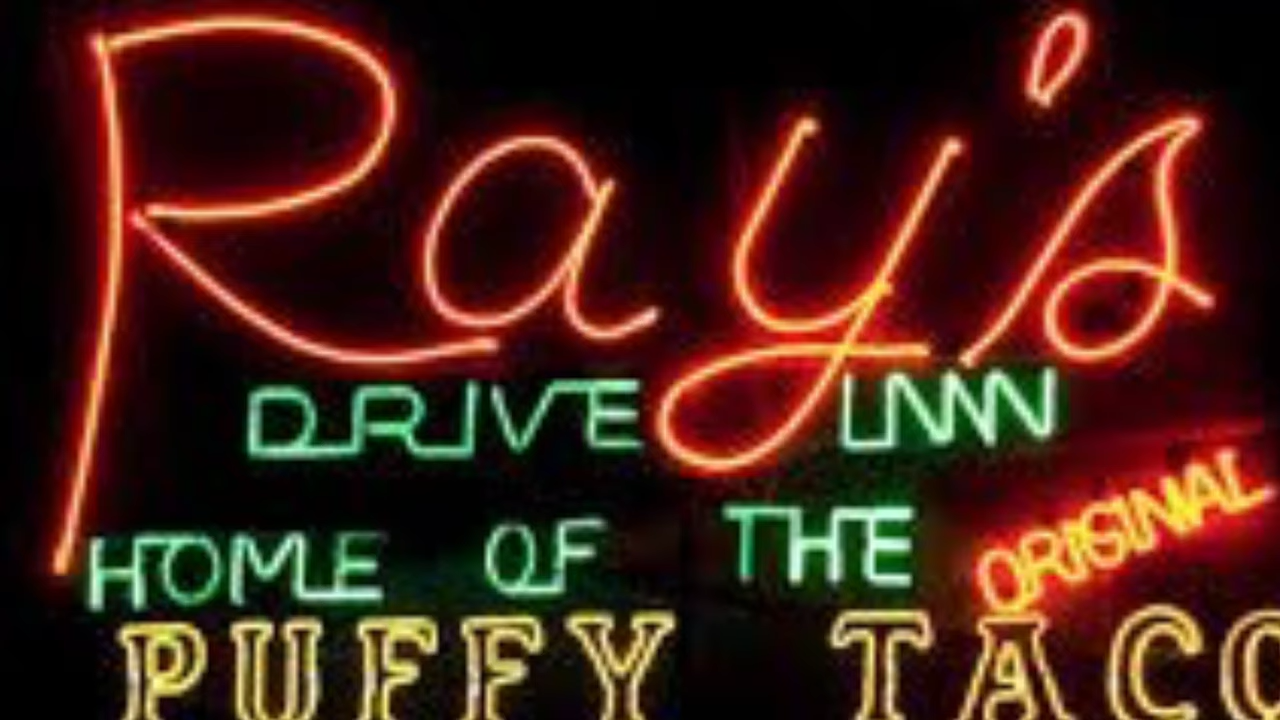 Ray's
DRIVE INN
HOME OF THE ORIGINAL
PUFFY TACO